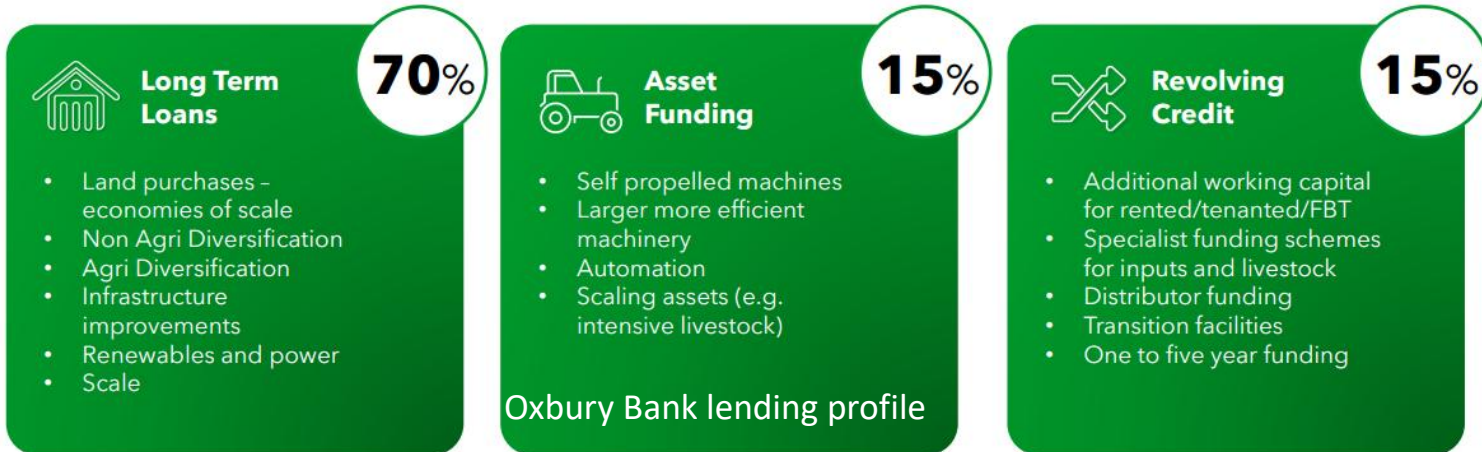 Long Term
Loans
70%
• Land purchases –
economies of scale
• Non Agri Diversification
• Agri Diversification
• Infrastructure
improvements
• Renewables and power
• Scale
Asset
Funding
15%
• Self propelled machines
• Larger more efficient
machinery
• Automation
• Scaling assets (e.g.
intensive livestock)
Revolving
Credit
15%
• Additional working capital
for rented/tenanted/FBT
• Specialist funding schemes
for inputs and livestock
• Distributor funding
• Transition facilities
• One to five year funding
Oxbury Bank lending profile